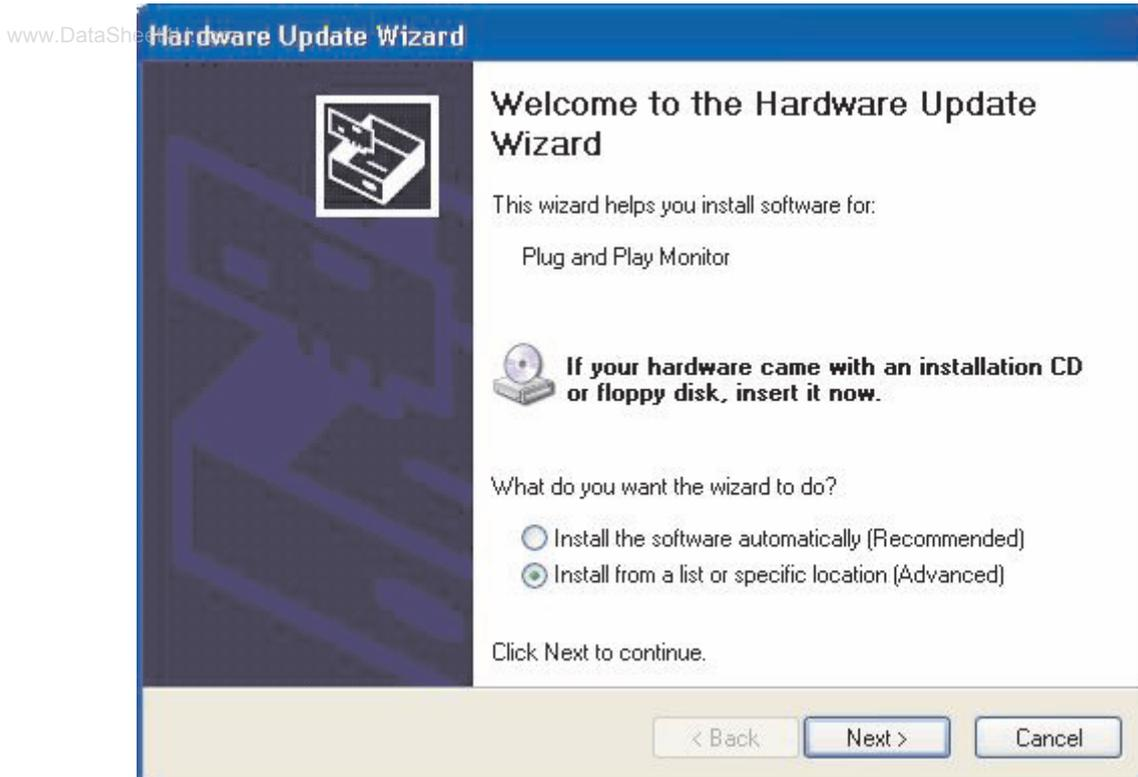 www.DataShe
Hardware Update Wizard
Welcome to the Hardware Update
Wizard
This wizard helps you install software for:
Plug and Play Monitor
If your hardware came with an installation CD
or floppy disk, insert it now.
What do you want the wizard to do?
Install the software automatically (Recommended)
Install from a list or specific location (Advanced)
Click Next to continue.
< Back
Next >
Cancel